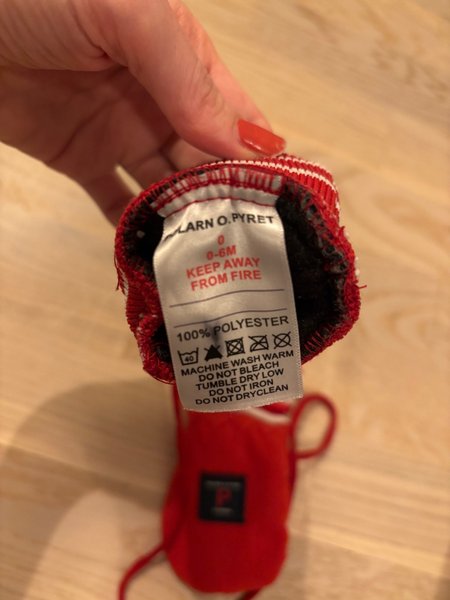 OLARN O. PYRET
0
0-6M
KEEP AWAY
FROM FIRE
100% POLYESTER
40
MACHINE WASH WARM
DO NOT BLEACH
TUMBLE DRY LOW
DO NOT IRON
DO NOT DRYCLEAN
P